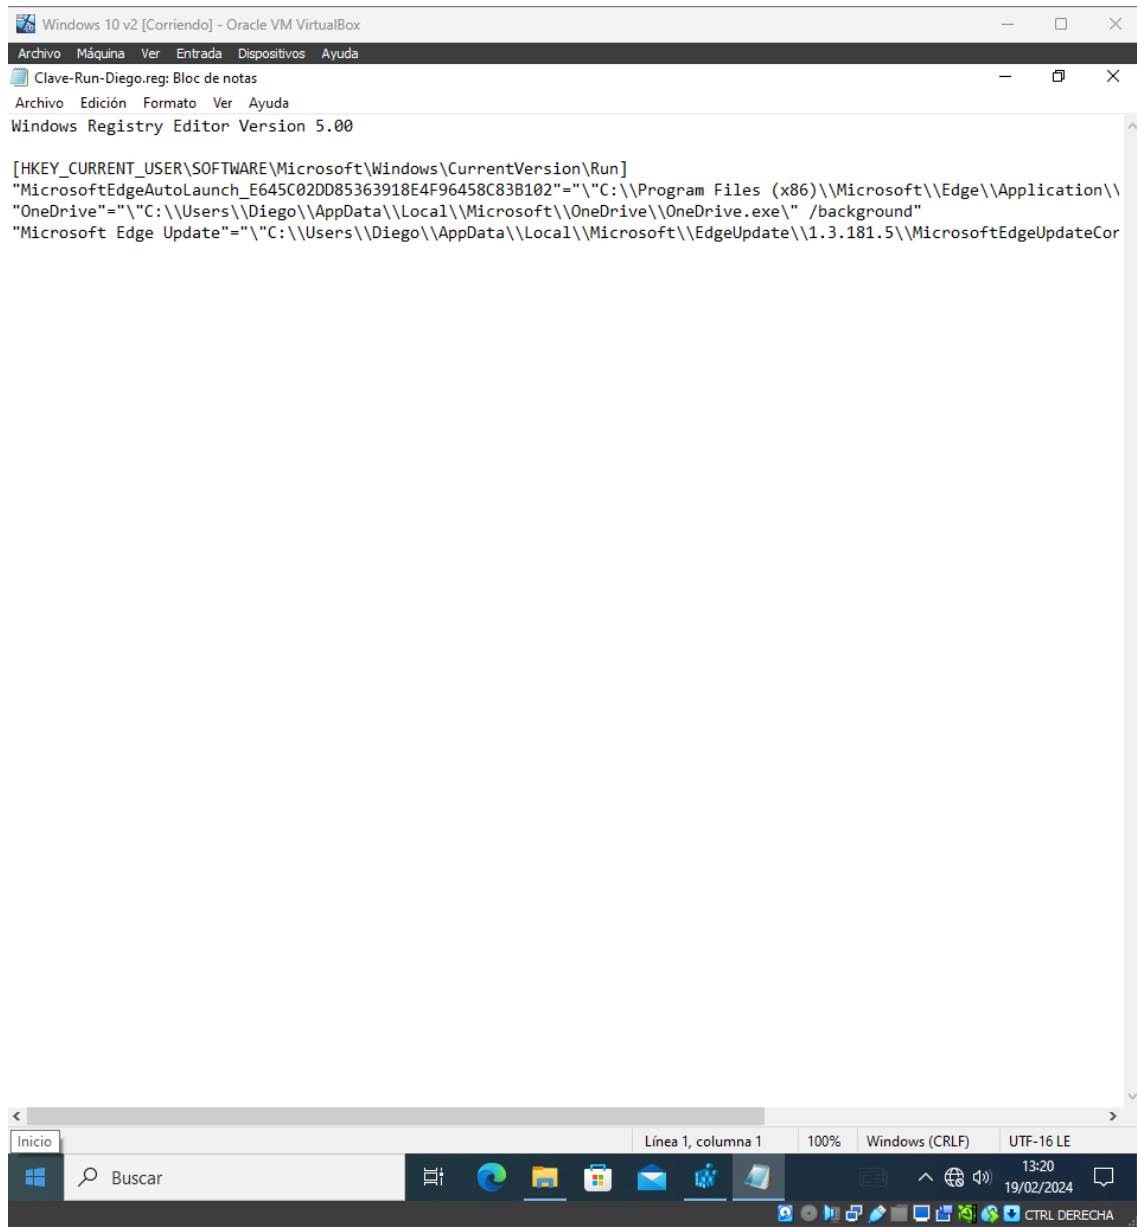 Windows 10 v2 [Corriendo] - Oracle VM VirtualBox
Archivo Máquina Ver Entrada Dispositivos Ayuda
Clave-Run-Diego.reg: Bloc de notas
Archivo Edición Formato Ver Ayuda
Windows Registry Editor Version 5.00
[HKEY_CURRENT_USER\SOFTWARE\Microsoft\Windows\CurrentVersion\Run]
"MicrosoftEdgeAutoLaunch_E645C02DD85363918E4F96458C83B102"="\"C:\\Program Files (x86)\\Microsoft\\Edge\\Application\\
"OneDrive"="\"C:\\Users\\Diego\\AppData\\Local\\Microsoft\\OneDrive\\OneDrive.exe\" /background"
"Microsoft Edge Update"="\"C:\\Users\\Diego\\AppData\\Local\\Microsoft\\EdgeUpdate\\1.3.181.5\\MicrosoftEdgeUpdateCor
Inicio
Línea 1, columna 1 100% Windows (CRLF) UTF-16 LE
Buscar
13:20
19/02/2024
CTRL DERECHA